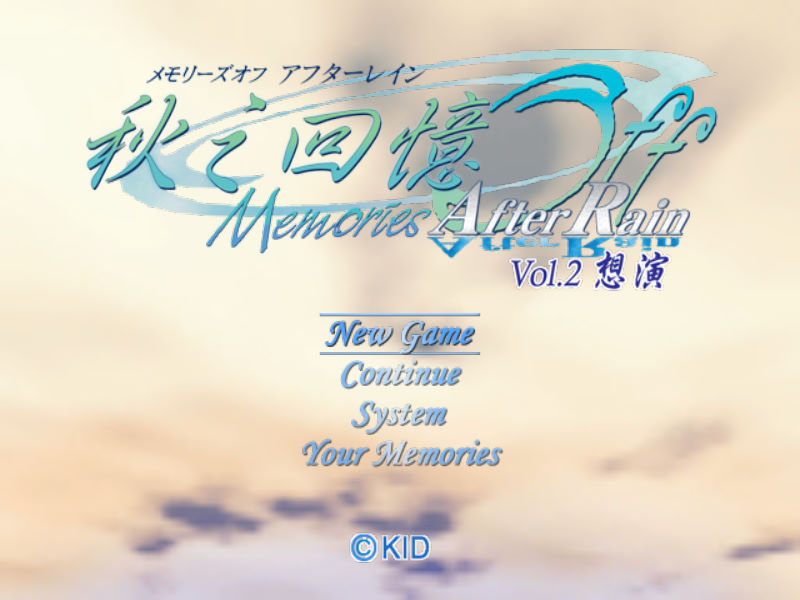 メモリーズオフ アフターレイン
秋之回憶
Memories Off
After Rain
Vol.2 想演
New Game
Continue
System
Your Memories
©KID